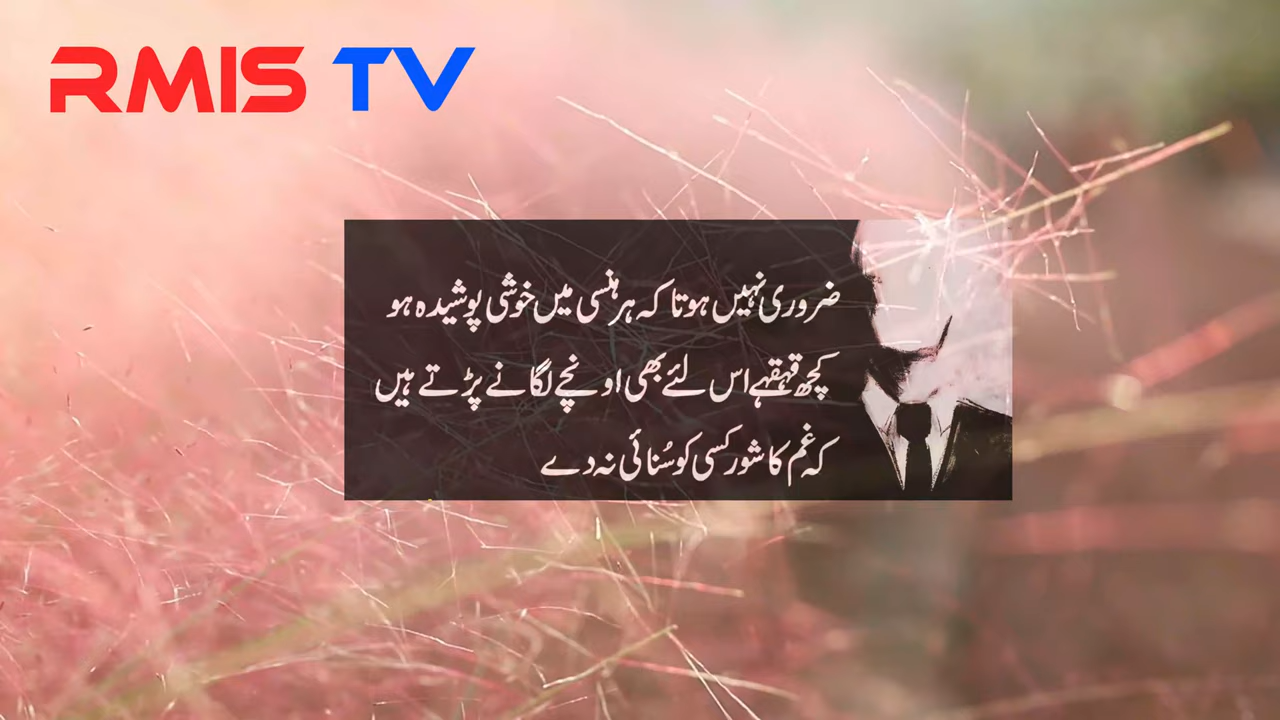 RMIS TV
ضروری نہیں ہوتا کہ ہر ہنسی میں خوشی پوشیدہ ہو
کچھ قہقہے اس لئے بھی اونچے لگانے پڑتے ہیں
کہ غم کا شور کسی کو سُنائی نہ دے